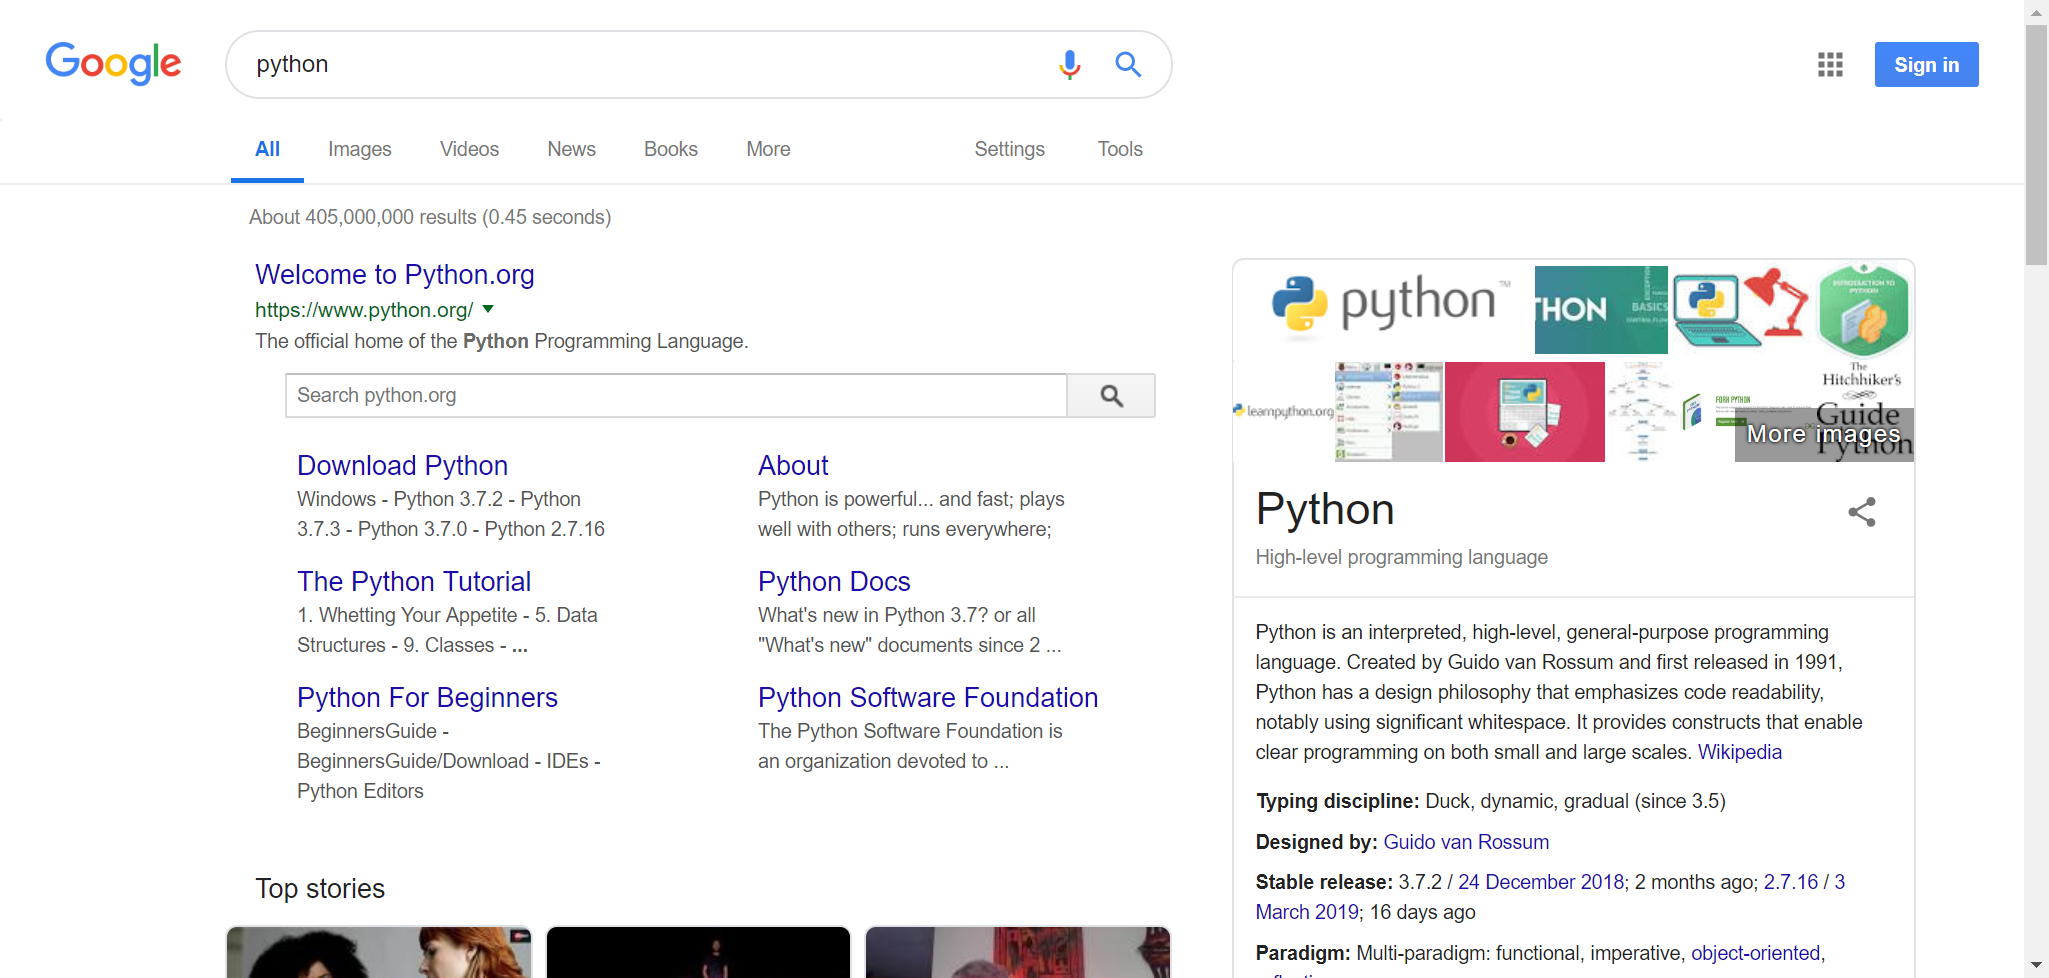 Google
python
Sign in
All
Images
Videos
News
Books
More
Settings
Tools
About 405,000,000 results (0.45 seconds)
Welcome to Python.org
https://www.python.org/
The official home of the Python Programming Language.
Search python.org
Download Python
Windows - Python 3.7.2 - Python
3.7.3 - Python 3.7.0 - Python 2.7.16
About
Python is powerful... and fast; plays
well with others; runs everywhere;
The Python Tutorial
1. Whetting Your Appetite - 5. Data
Structures - 9. Classes - ...
Python Docs
What's new in Python 3.7? or all
"What's new" documents since 2 ...
Python For Beginners
BeginnersGuide -
BeginnersGuide/Download - IDEs -
Python Editors
Python Software Foundation
The Python Software Foundation is
an organization devoted to ...
Top stories
python™
THON
BASICS
INTRODUCTION TO
PYTHON
learnpython.org
The
Hitchhiker's
Guide
Python
More images
Python
High-level programming language
Python is an interpreted, high-level, general-purpose programming
language. Created by Guido van Rossum and first released in 1991,
Python has a design philosophy that emphasizes code readability,
notably using significant whitespace. It provides constructs that enable
clear programming on both small and large scales. Wikipedia
Typing discipline: Duck, dynamic, gradual (since 3.5)
Designed by: Guido van Rossum
Stable release: 3.7.2 / 24 December 2018; 2 months ago; 2.7.16 / 3
March 2019; 16 days ago
Paradigm: Multi-paradigm: functional, imperative, object-oriented,